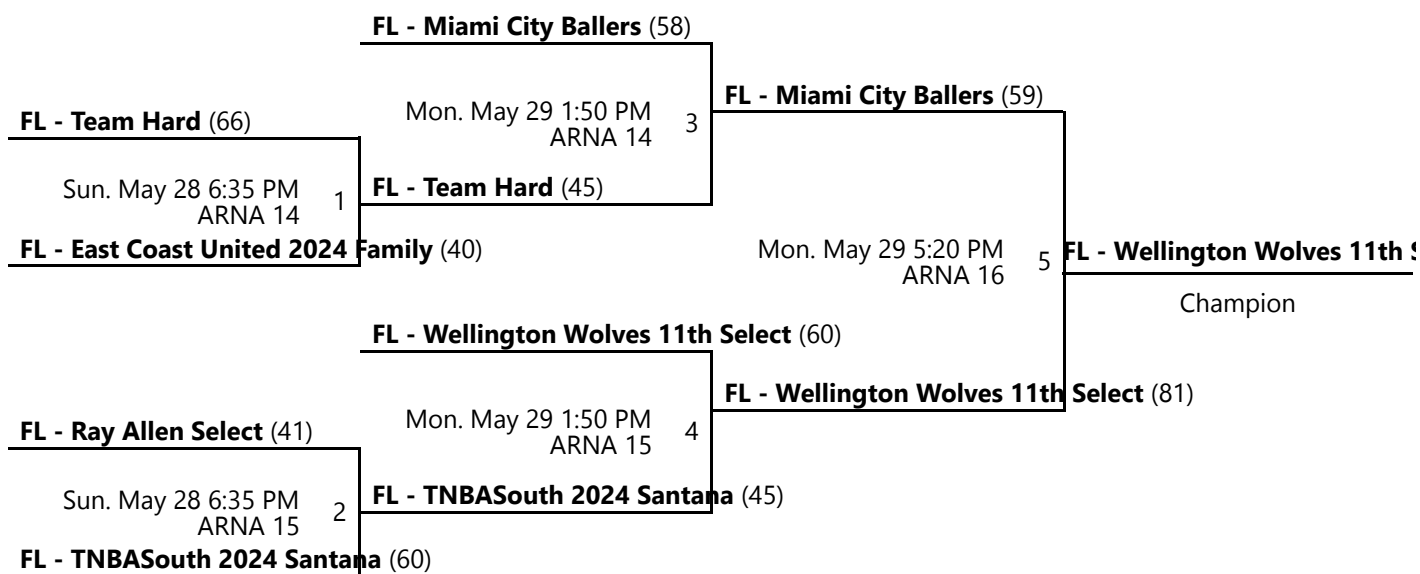 FL - Miami City Ballers (58)
FL - Miami City Ballers (59)
FL - Team Hard (66)
Mon. May 29 1:50 PM
ARNA 14
3
Sun. May 28 6:35 PM
ARNA 14
1
FL - Team Hard (45)
FL - East Coast United 2024 Family (40)
Mon. May 29 5:20 PM
ARNA 16
5
FL - Wellington Wolves 11th
Champion
FL - Wellington Wolves 11th Select (60)
FL - Wellington Wolves 11th Select (81)
Mon. May 29 1:50 PM
ARNA 15
4
FL - Ray Allen Select (41)
Sun. May 28 6:35 PM
ARNA 15
2
FL - TNBASouth 2024 Santana (45)
FL - TNBASouth 2024 Santana (60)